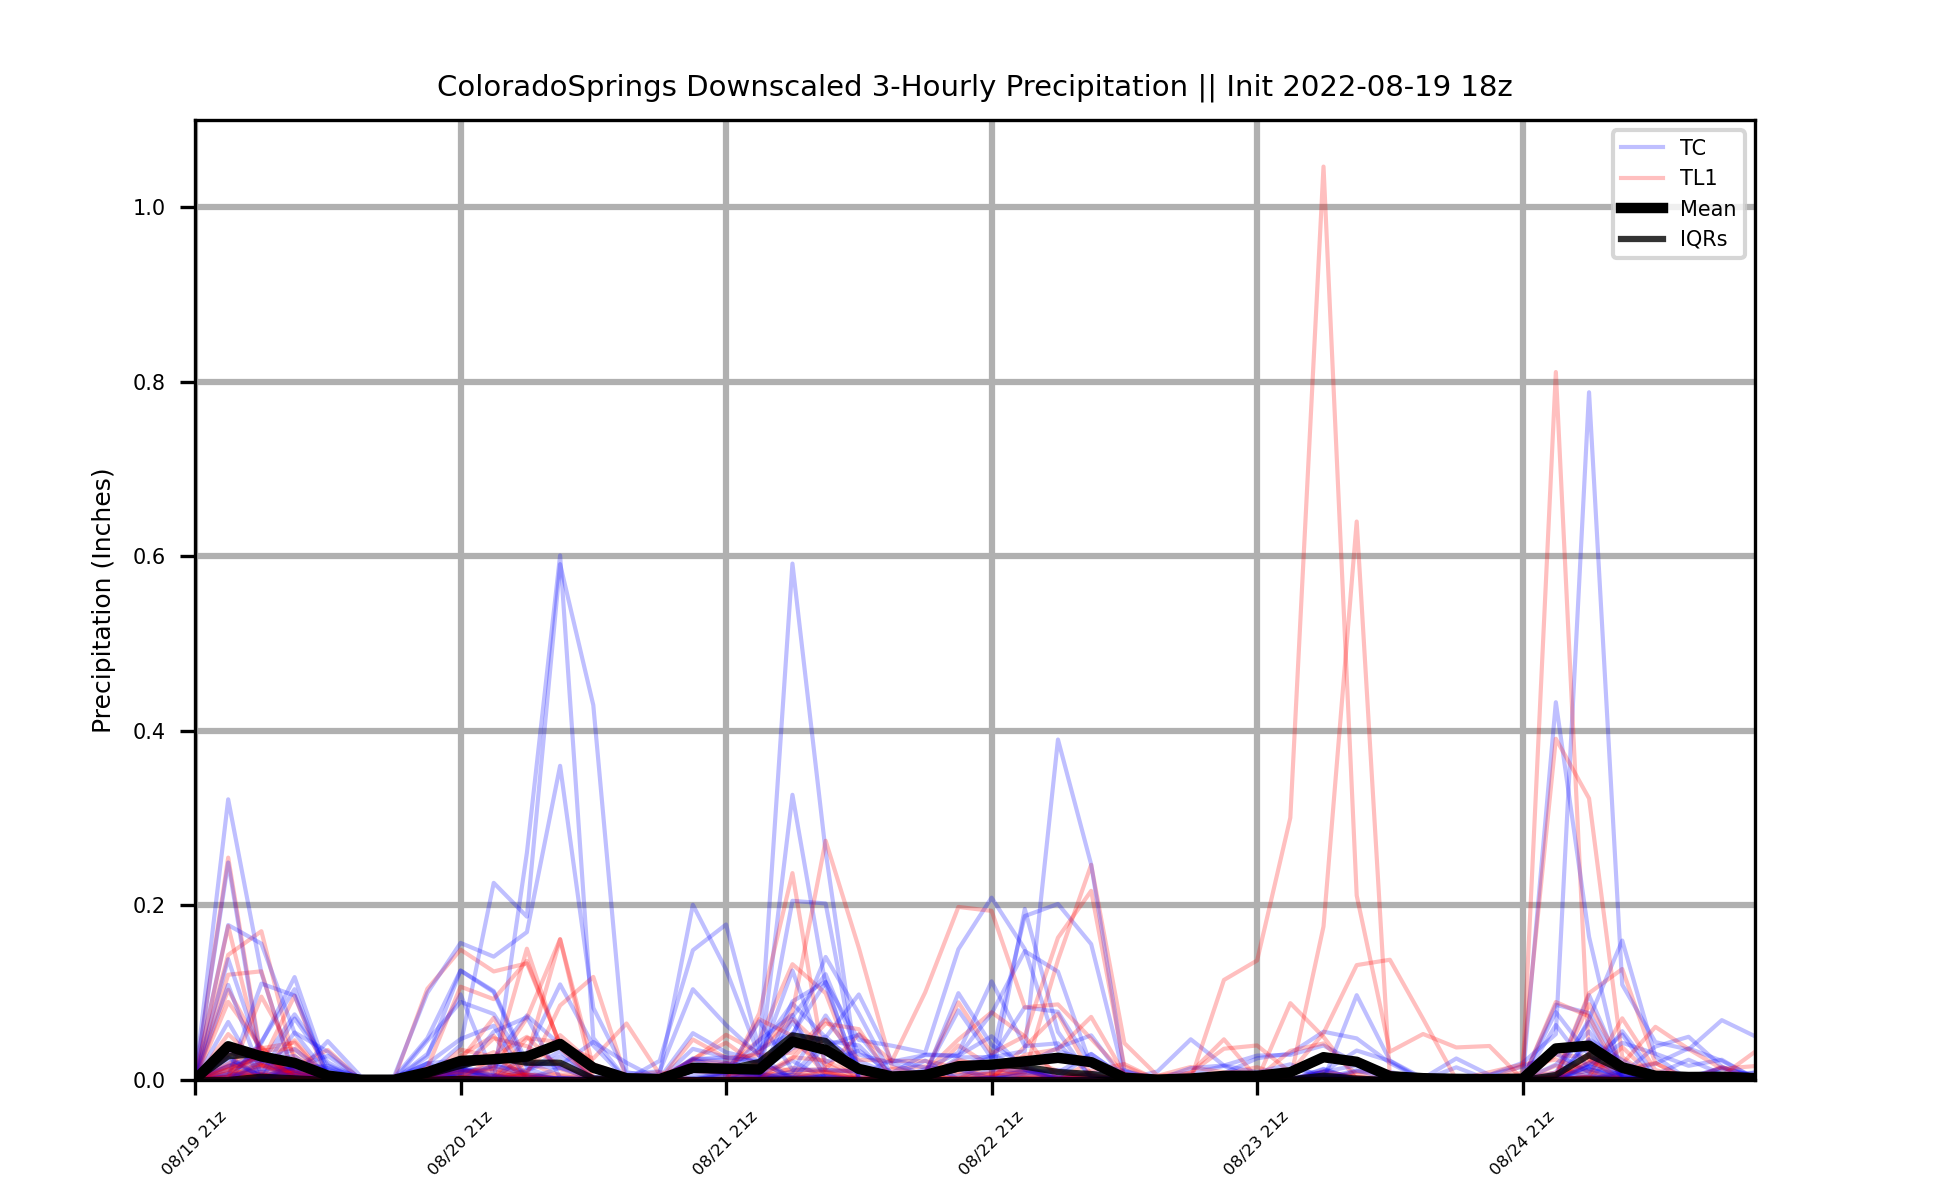 ColoradoSprings Downscaled 3-Hourly Precipitation || Init 2022-08-19 18z
TC
TL1
Mean
IQRs
Precipitation (Inches)
1.0
0.8
0.6
0.4
0.2
0.0
08/19 21z
08/20 21z
08/21 21z
08/22 21z
08/23 21z
08/24 21z